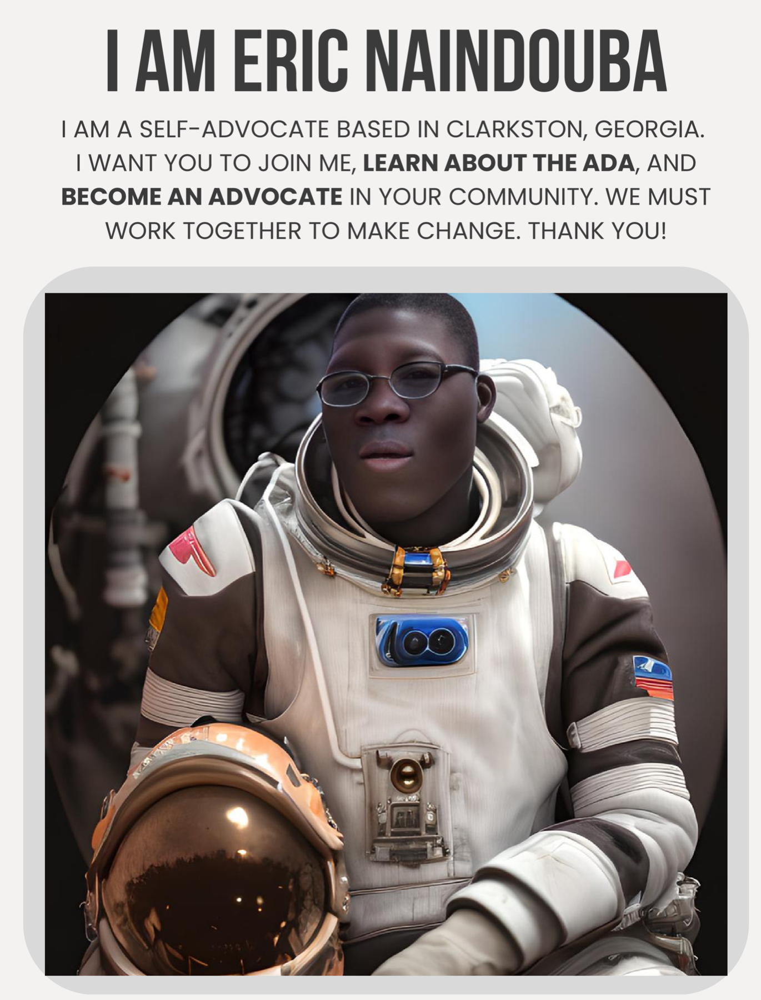 I AM ERIC NAINDOUBA
I AM A SELF-ADVOCATE BASED IN CLARKSTON, GEORGIA.
I WANT YOU TO JOIN ME, LEARN ABOUT THE ADA, AND
BECOME AN ADVOCATE IN YOUR COMMUNITY. WE MUST
WORK TOGETHER TO MAKE CHANGE. THANK YOU!